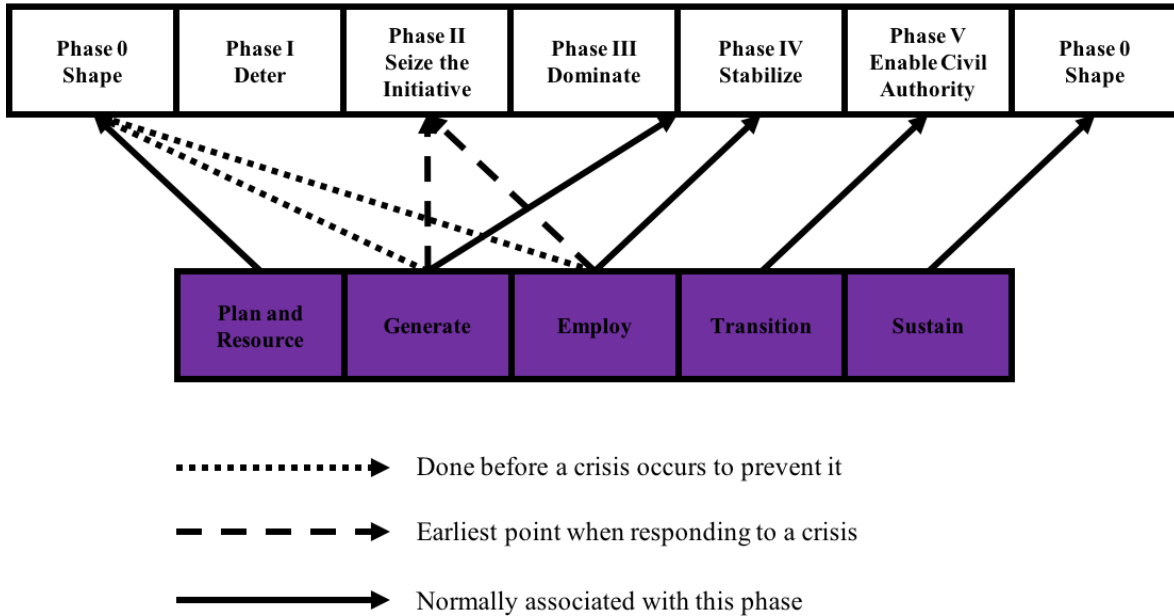 Phase 0
Shape
Phase I
Deter
Phase II
Seize the
Initiative
Phase III
Dominate
Phase IV
Stabilize
Phase V
Enable Civil
Authority
Phase 0
Shape
Plan and
Resource
Generate
Employ
Transition
Sustain
Done before a crisis occurs to prevent it
Earliest point when responding to a crisis
Normally associated with this phase